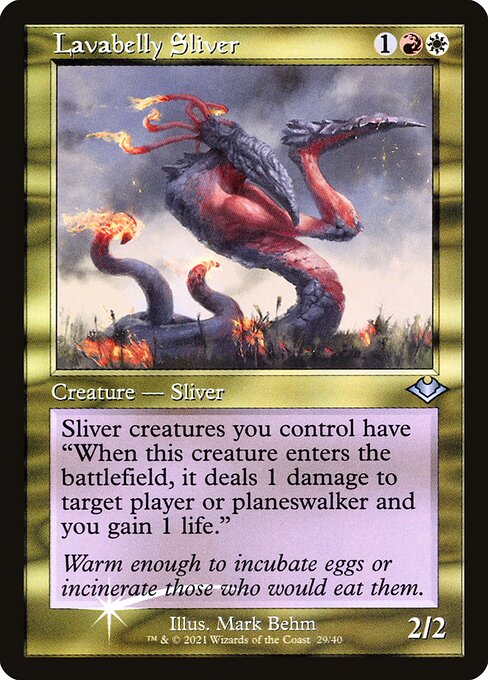 Lavabelly Sliver 1
Creature — Sliver
Sliver creatures you control have
“When this creature enters the
battlefield, it deals 1 damage to
target player or planeswalker and
you gain 1 life.”
Warm enough to incubate eggs or
incinerate those who would eat them.
Illus. Mark Behm
™ & © 2021 Wizards of the Coast 29/40
2/2